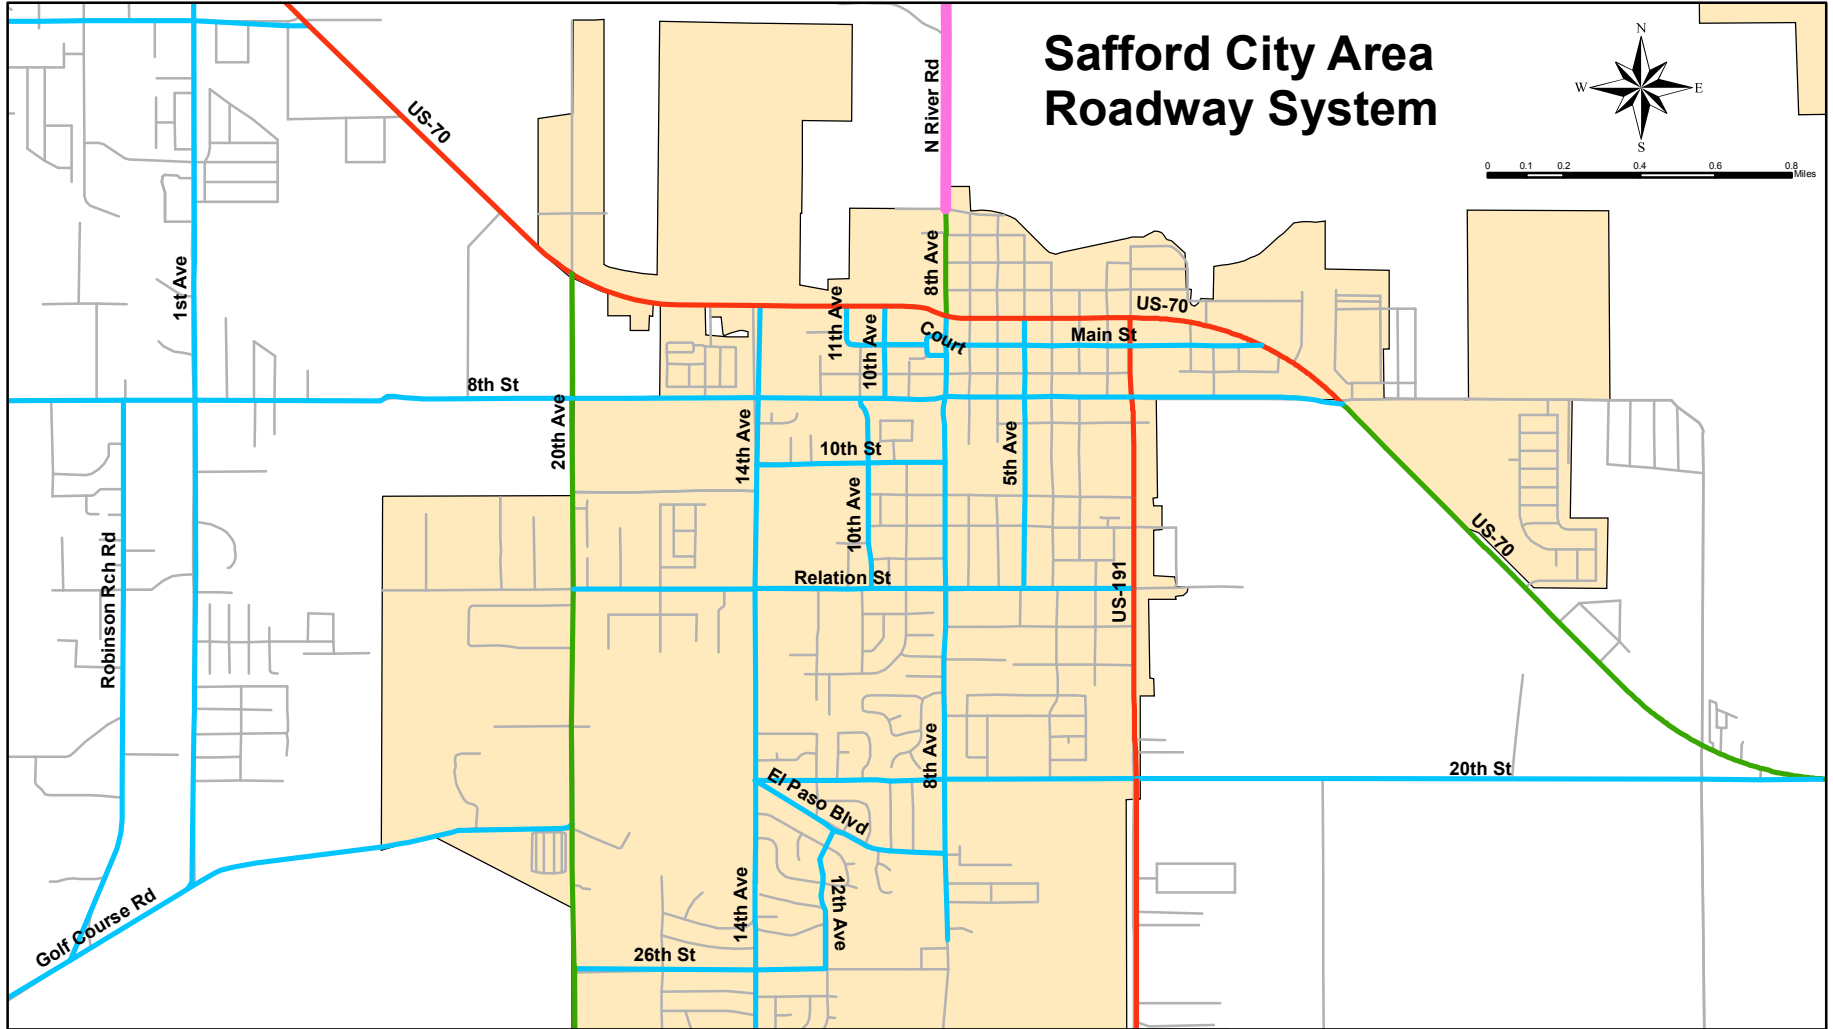 Safford City Area
Roadway System
N
W
E
S
0
0.1
0.2
0.4
0.6
0.8
Miles
N River Rd
US-70
1st Ave
8th Ave
US-70
11th Ave
10th Ave
Court
Main St
8th St
20th Ave
14th Ave
10th St
5th Ave
10th Ave
US-70
Robinson Rch Rd
Relation St
US-191
8th Ave
20th St
El Paso Blvd
14th Ave
12th Ave
Golf Course Rd
26th St